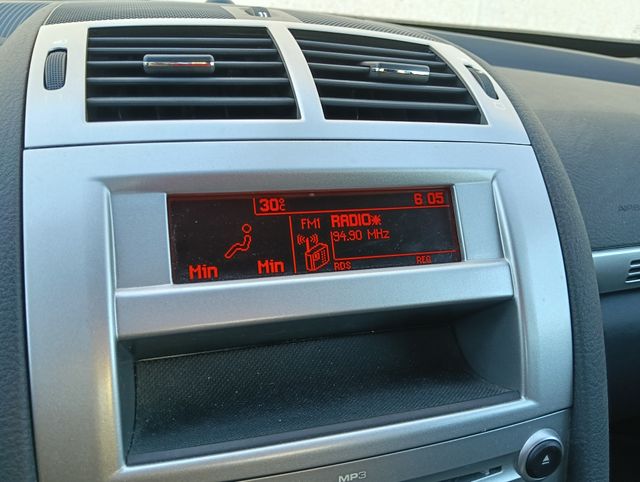 30°C 6:05
FM1 RADIO*
94.90 MHz
Min Min
RDS REG
MP3